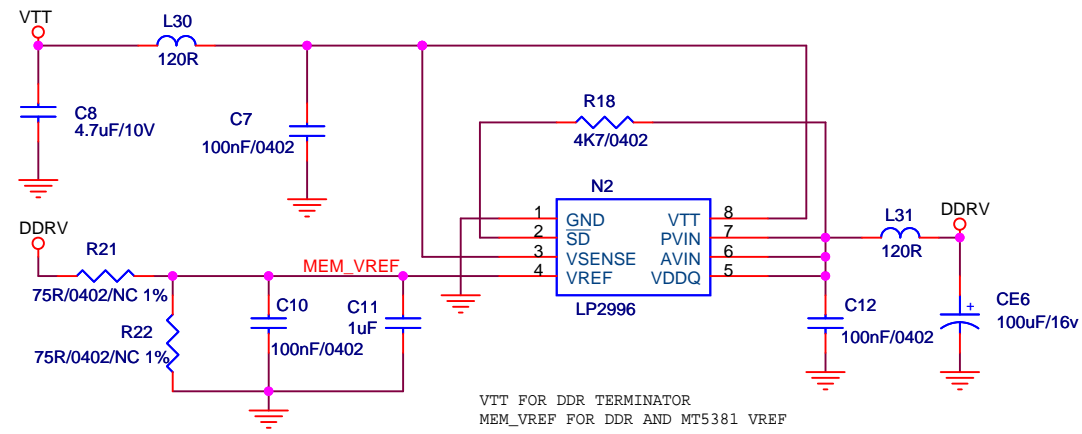 VTT
L30
120R
C8
4.7uF/10V
C7
100nF/0402
R18
4K7/0402
N2
1 GND VTT 8
2 SD PVIN 7
3 VSENSE AVIN 6
4 VREF VDDQ 5
LP2996
DDRV
R21
75R/0402/NC 1%
MEM_VREF
R22
75R/0402/NC 1%
C10
100nF/0402
C11
1uF
L31
120R
DDRV
C12
100nF/0402
+
CE6
100uF/16v
VTT FOR DDR TERMINATOR
MEM_VREF FOR DDR AND MT5381 VREF